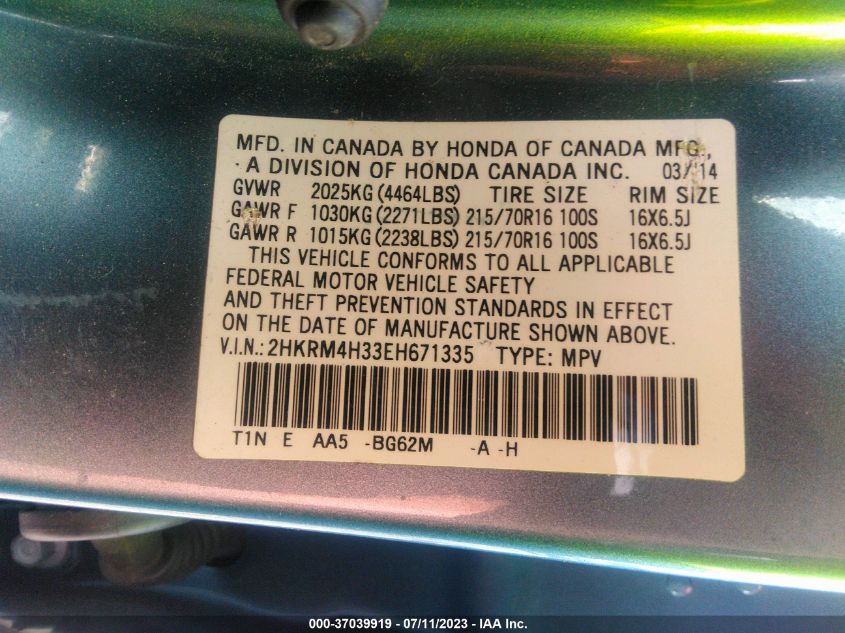 MFD. IN CANADA BY HONDA OF CANADA MFG.,
A DIVISION OF HONDA CANADA INC. 03/14
GVWR 2025KG (4464LBS) TIRE SIZE RIM SIZE
GAWR F 1030KG (2271LBS) 215/70R16 100S 16X6.5J
GAWR R 1015KG (2238LBS) 215/70R16 100S 16X6.5J
THIS VEHICLE CONFORMS TO ALL APPLICABLE
FEDERAL MOTOR VEHICLE SAFETY
AND THEFT PREVENTION STANDARDS IN EFFECT
ON THE DATE OF MANUFACTURE SHOWN ABOVE.
V.I.N.: 2HKRM4H33EH671335 TYPE: MPV
T1N E AA5 -BG62M -A -H
000-37039919 - 07/11/2023 - IAA Inc.